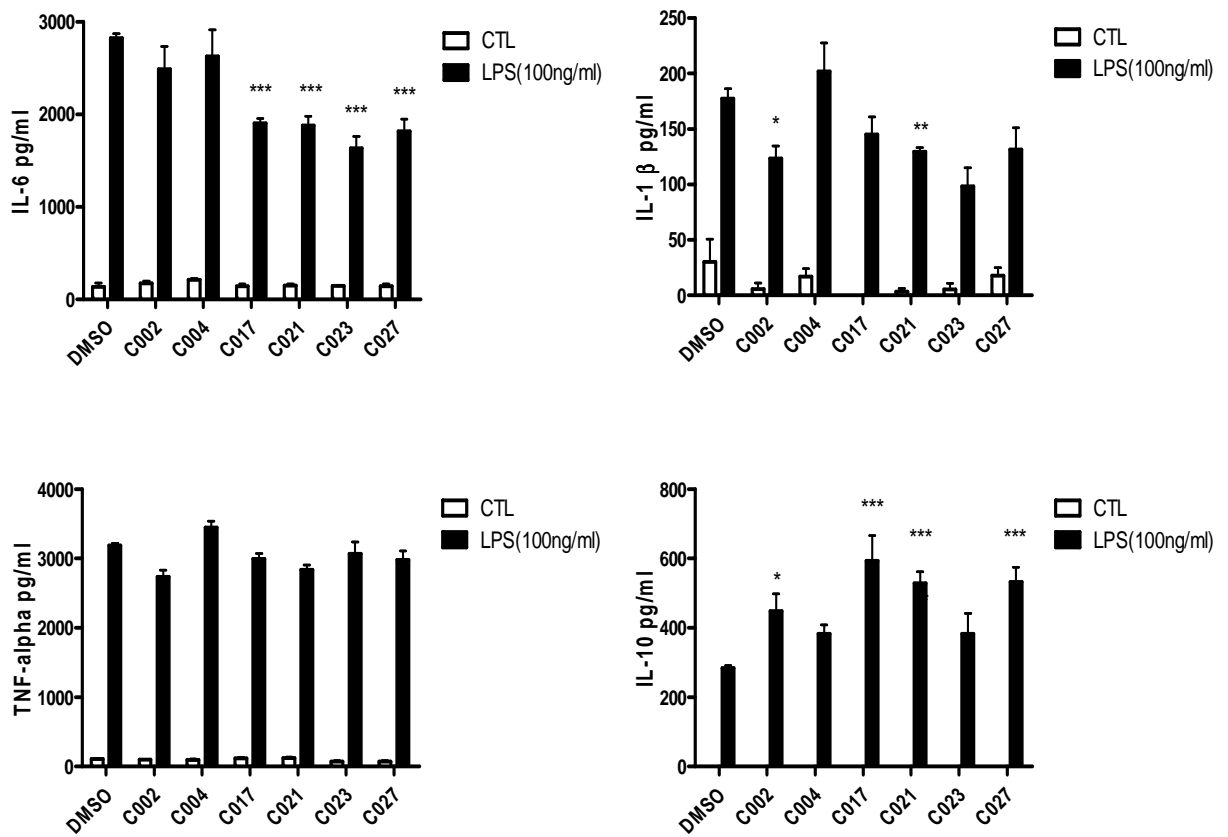 IL-6 pg/ml
3000
2000
1000
0
*** *** *** ***
DMSO C002 C004 C017 C021 C023 C027
CTL
LPS(100ng/ml)
IL-1 β pg/ml
250
200
150
100
50
0
* **
DMSO C002 C004 C017 C021 C023 C027
CTL
LPS(100ng/ml)
TNF-alpha pg/ml
4000
3000
2000
1000
0
DMSO C002 C004 C017 C021 C023 C027
CTL
LPS(100ng/ml)
IL-10 pg/ml
800
600
400
200
0
* *** *** ***
DMSO C002 C004 C017 C021 C023 C027
CTL
LPS(100ng/ml)